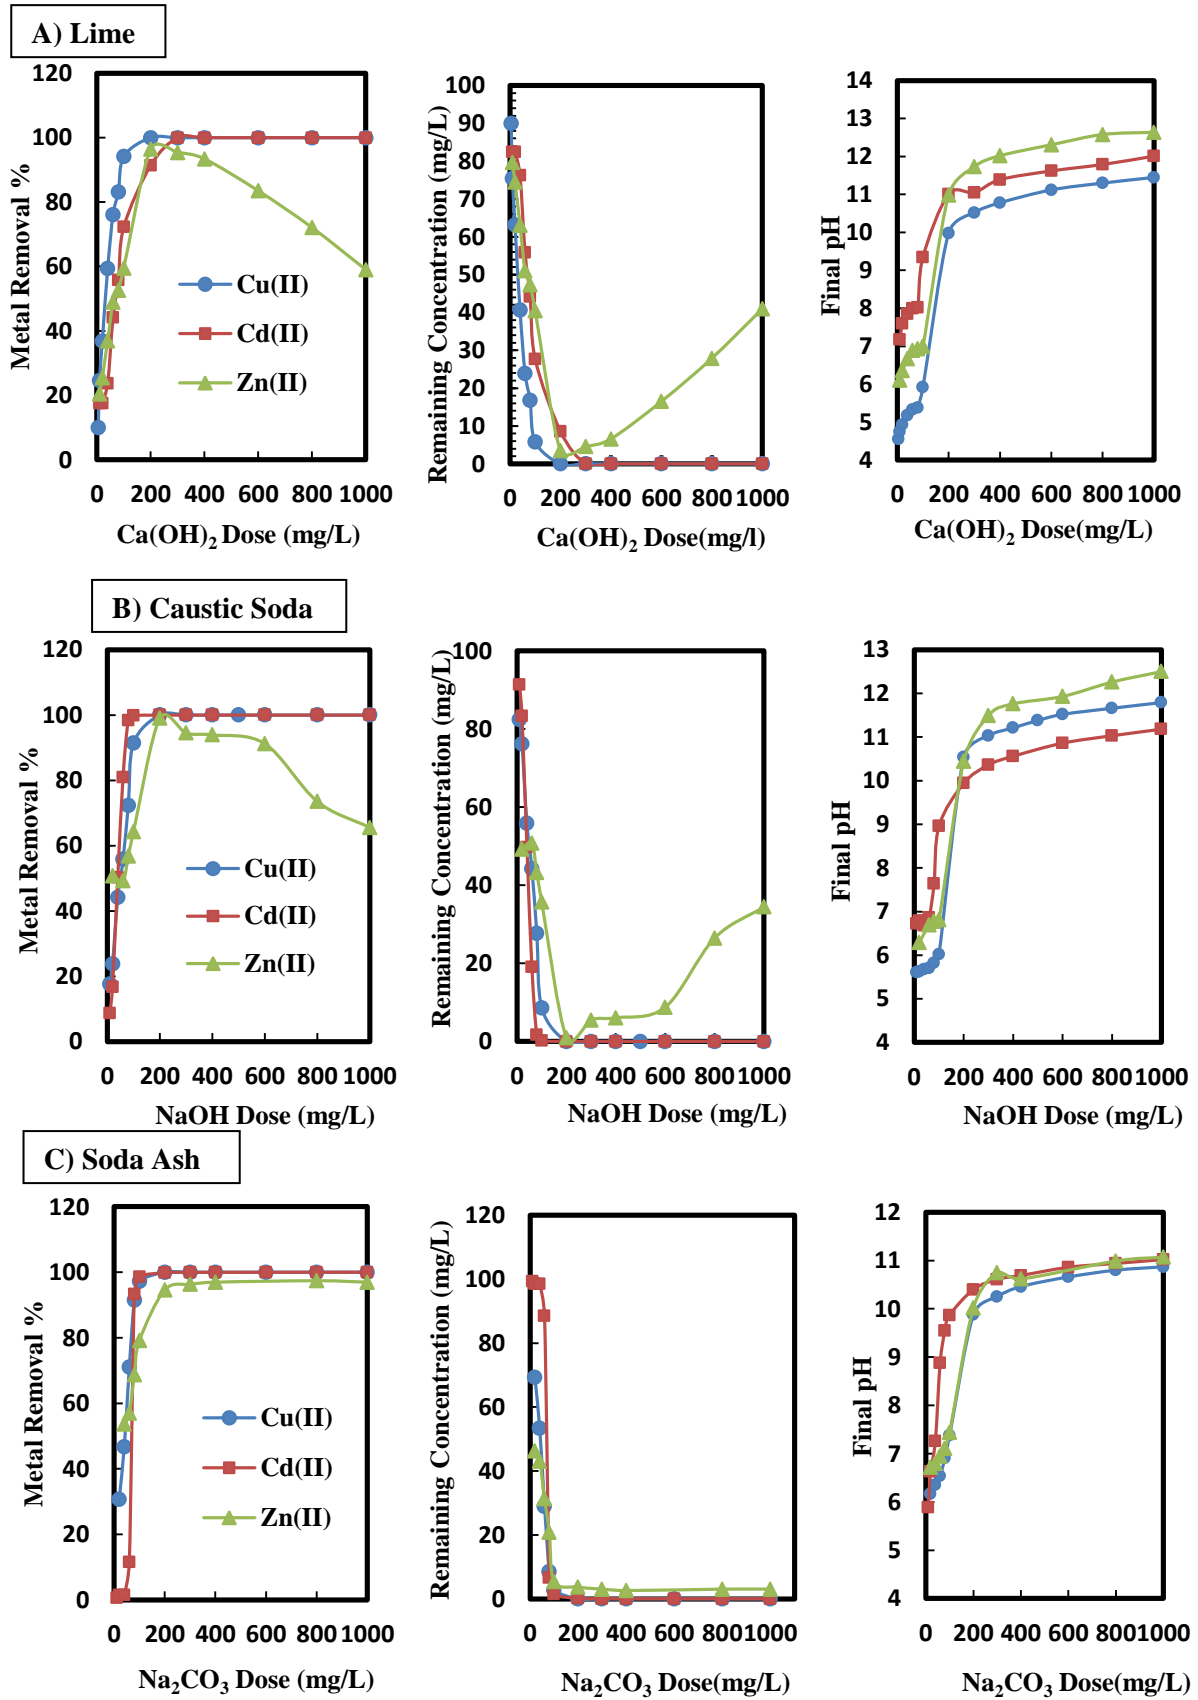 A) Lime
Metal Removal %
120
100
80
60
40
20
0
Cu(II)
Cd(II)
Zn(II)
0 200 400 600 800 1000
Ca(OH)2 Dose (mg/L)
Remaining Concentration (mg/L)
100
90
80
70
60
50
40
30
20
10
0
0 200 400 600 800 1000
Ca(OH)2 Dose(mg/l)
Final pH
14
13
12
11
10
9
8
7
6
5
4
0 200 400 600 800 1000
Ca(OH)2 Dose(mg/L)
B) Caustic Soda
Metal Removal %
120
100
80
60
40
20
0
Cu(II)
Cd(II)
Zn(II)
0 200 400 600 800 1000
NaOH Dose (mg/L)
Remaining Concentration (mg/L)
100
80
60
40
20
0
0 200 400 600 800 1000
NaOH Dose (mg/L)
Final pH
13
12
11
10
9
8
7
6
5
4
0 200 400 600 800 1000
NaOH Dose (mg/L)
C) Soda Ash
Metal Removal %
120
100
80
60
40
20
0
Cu(II)
Cd(II)
Zn(II)
0 200 400 600 800 1000
Na2CO3 Dose (mg/L)
Remaining Concentration (mg/L)
120
100
80
60
40
20
0
0 200 400 600 800 1000
Na2CO3 Dose(mg/L)
Final pH
12
11
10
9
8
7
6
5
4
0 200 400 600 800 1000
Na2CO3 Dose(mg/L)